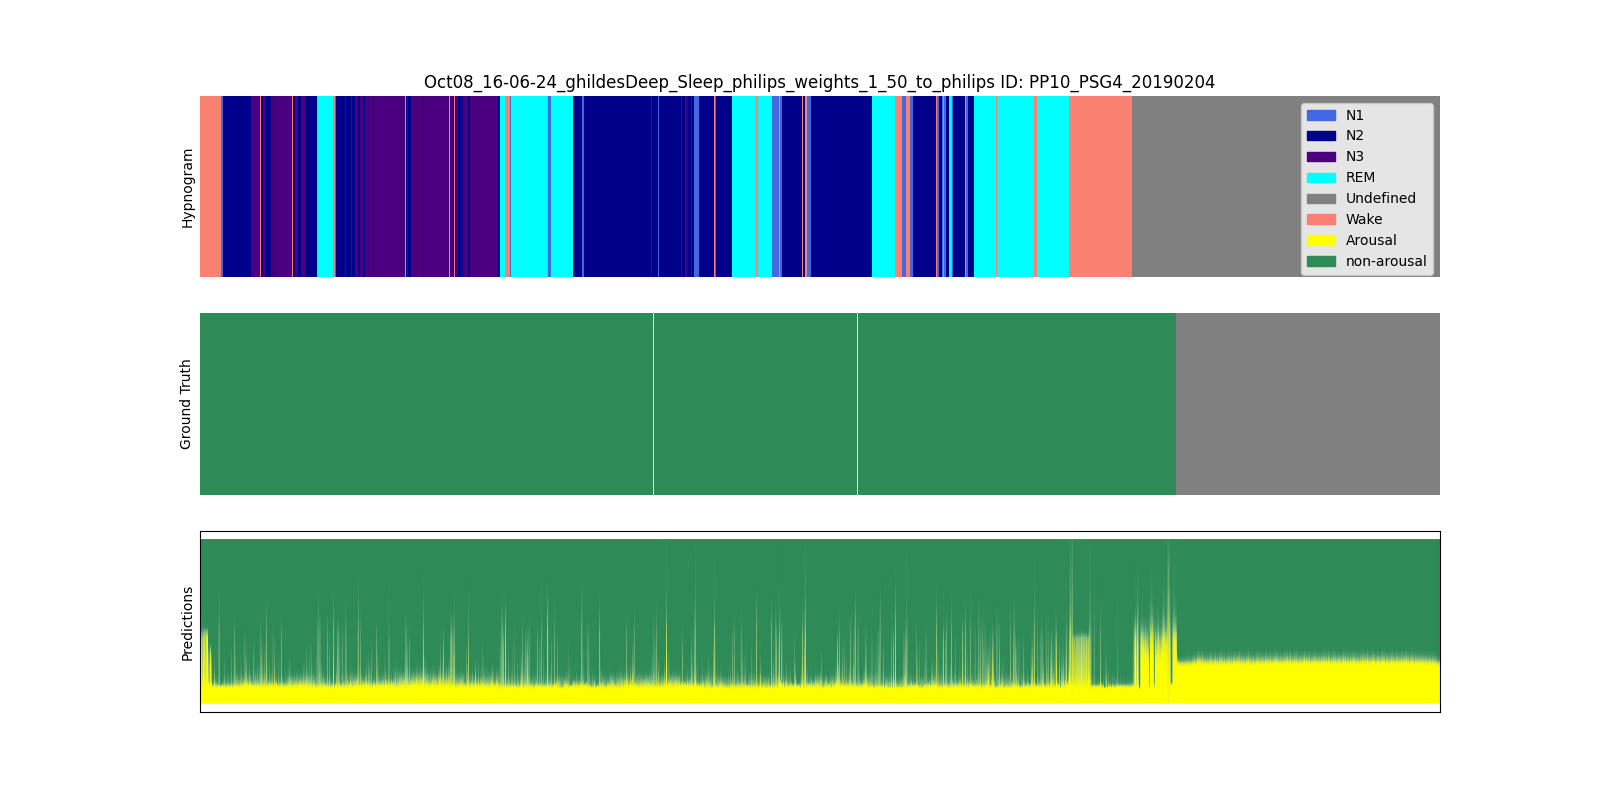 Oct08_16-06-24_ghildesDeep_Sleep_philips_weights_1_50_to_philips ID: PP10_PSG4_20190204
Hypnogram
N1
N2
N3
REM
Undefined
Wake
Arousal
non-arousal
Ground Truth
Predictions